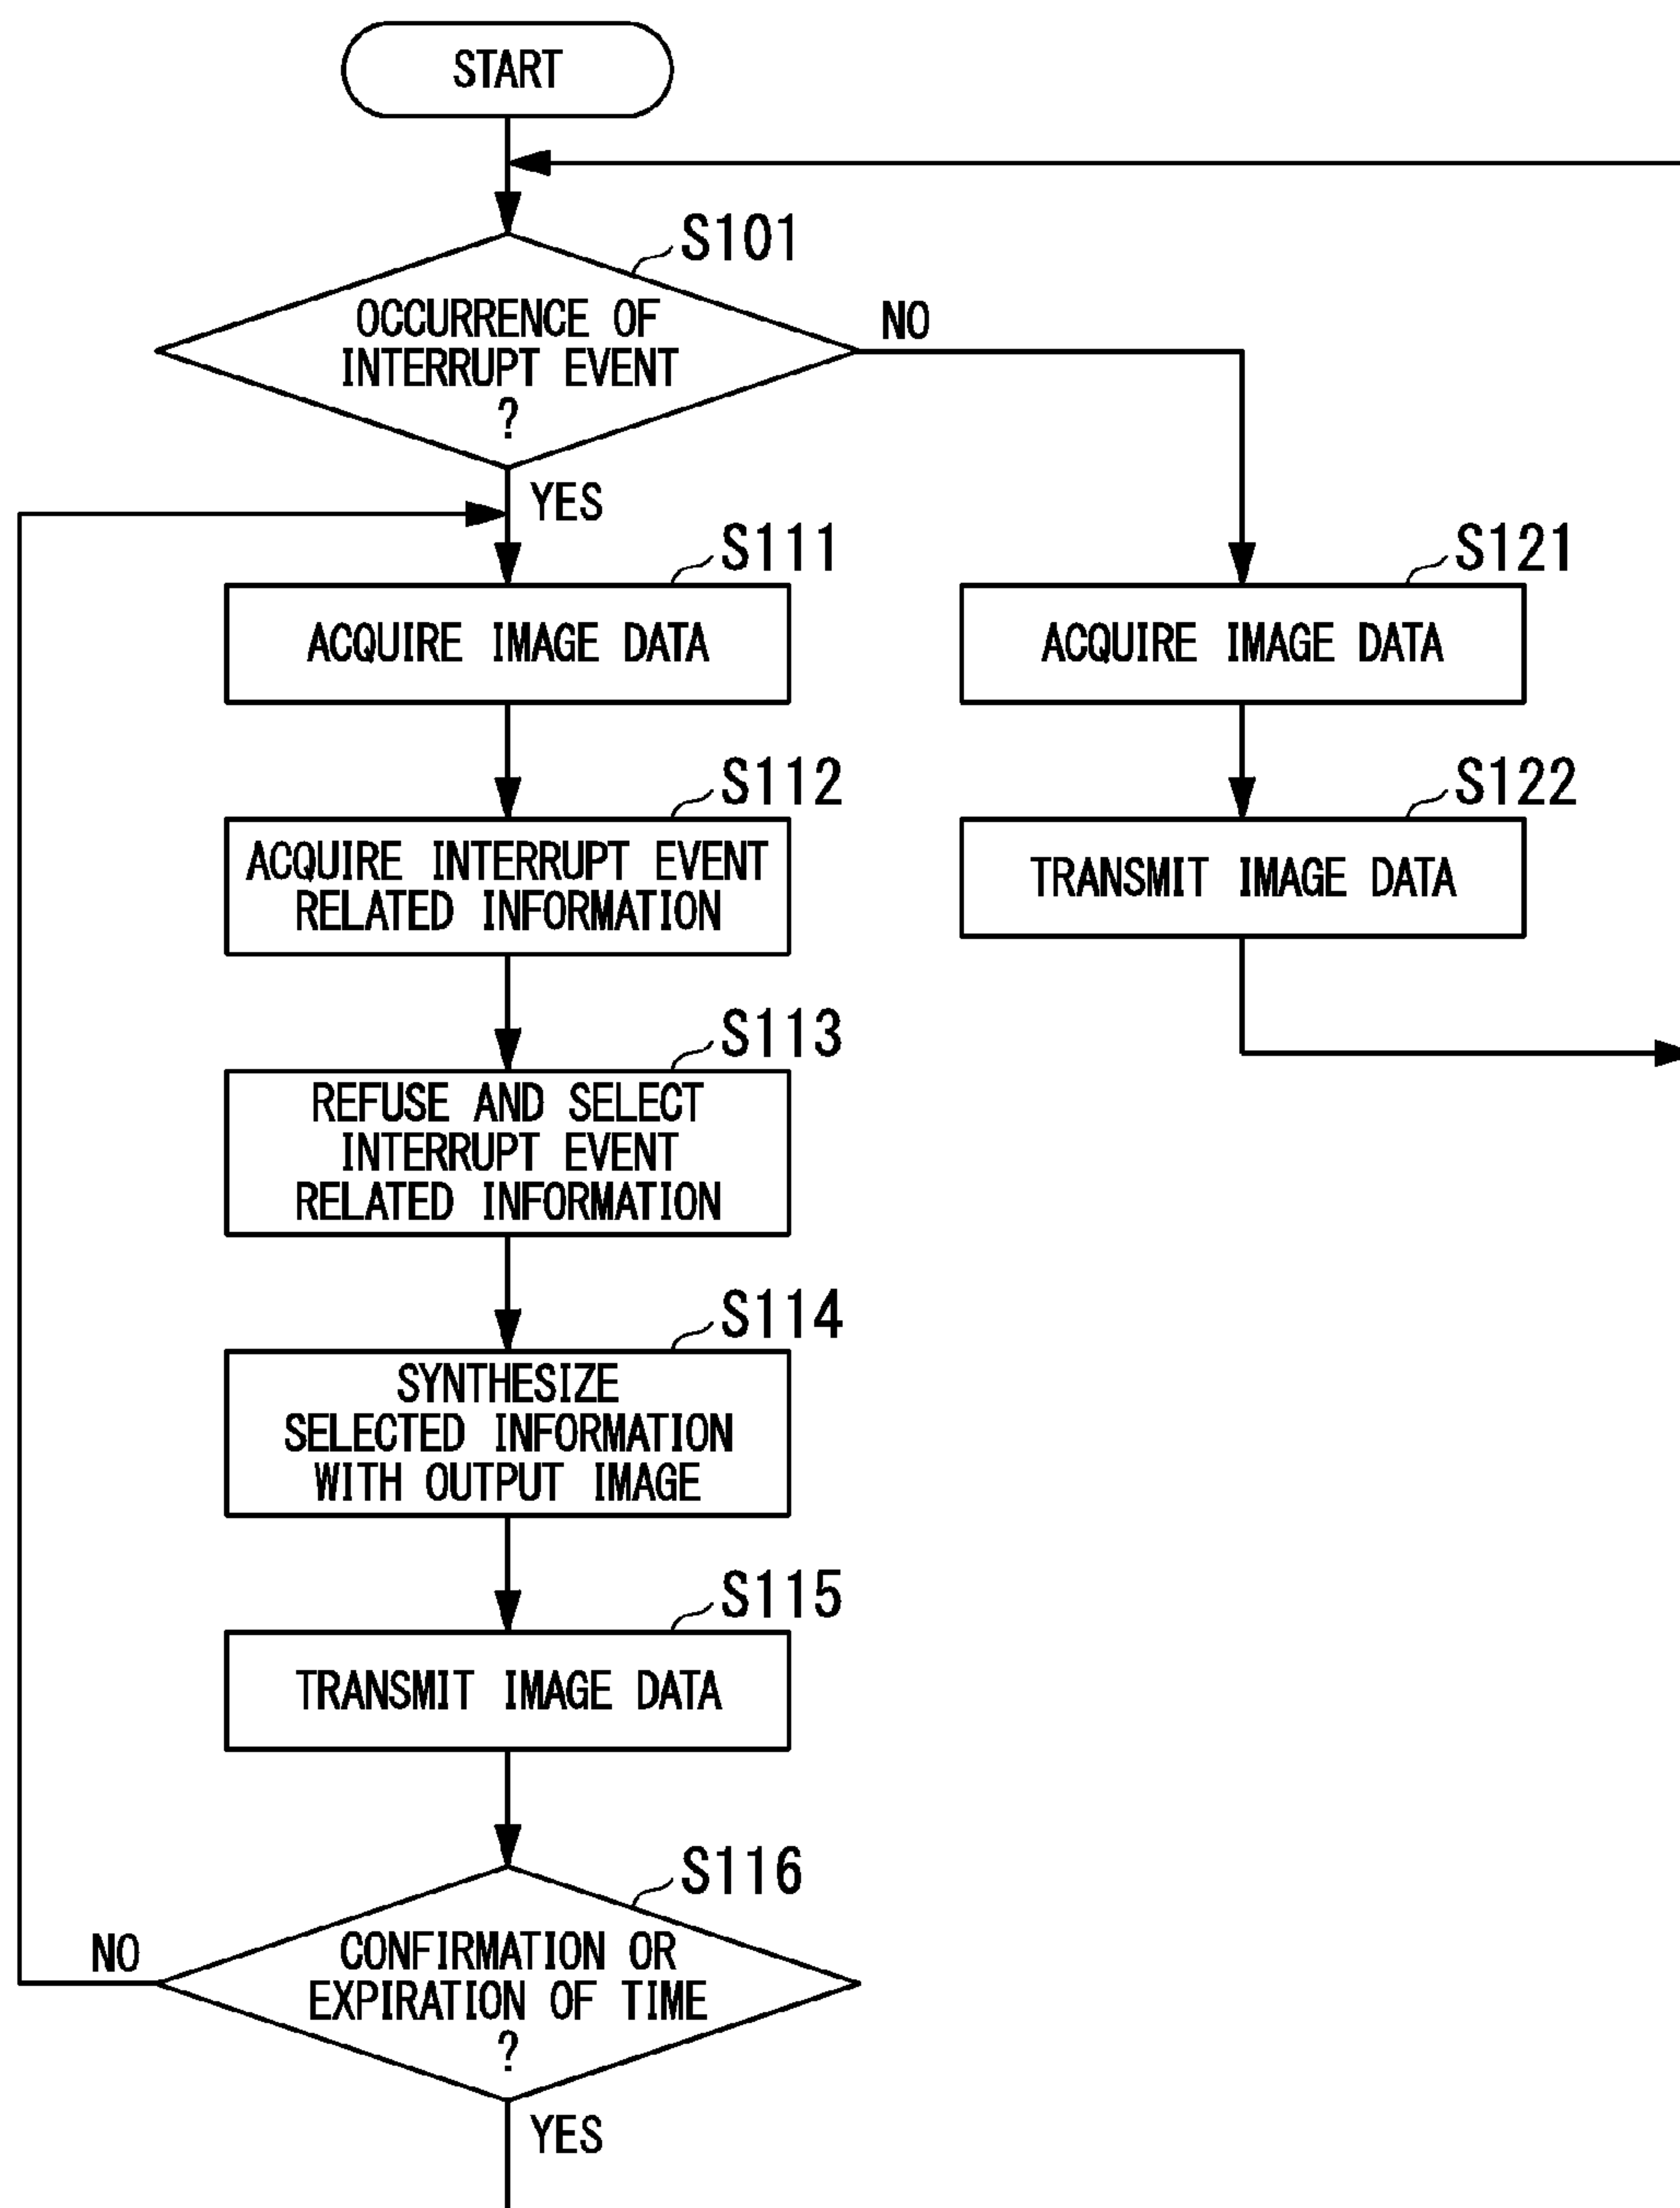 START
S101
OCCURRENCE OF
INTERRUPT EVENT
?
NO
YES
S111
ACQUIRE IMAGE DATA
S112
ACQUIRE INTERRUPT EVENT
RELATED INFORMATION
S113
REFUSE AND SELECT
INTERRUPT EVENT
RELATED INFORMATION
S114
SYNTHESIZE
SELECTED INFORMATION
WITH OUTPUT IMAGE
S115
TRANSMIT IMAGE DATA
S116
CONFIRMATION OR
EXPIRATION OF TIME
?
NO
YES
S121
ACQUIRE IMAGE DATA
S122
TRANSMIT IMAGE DATA